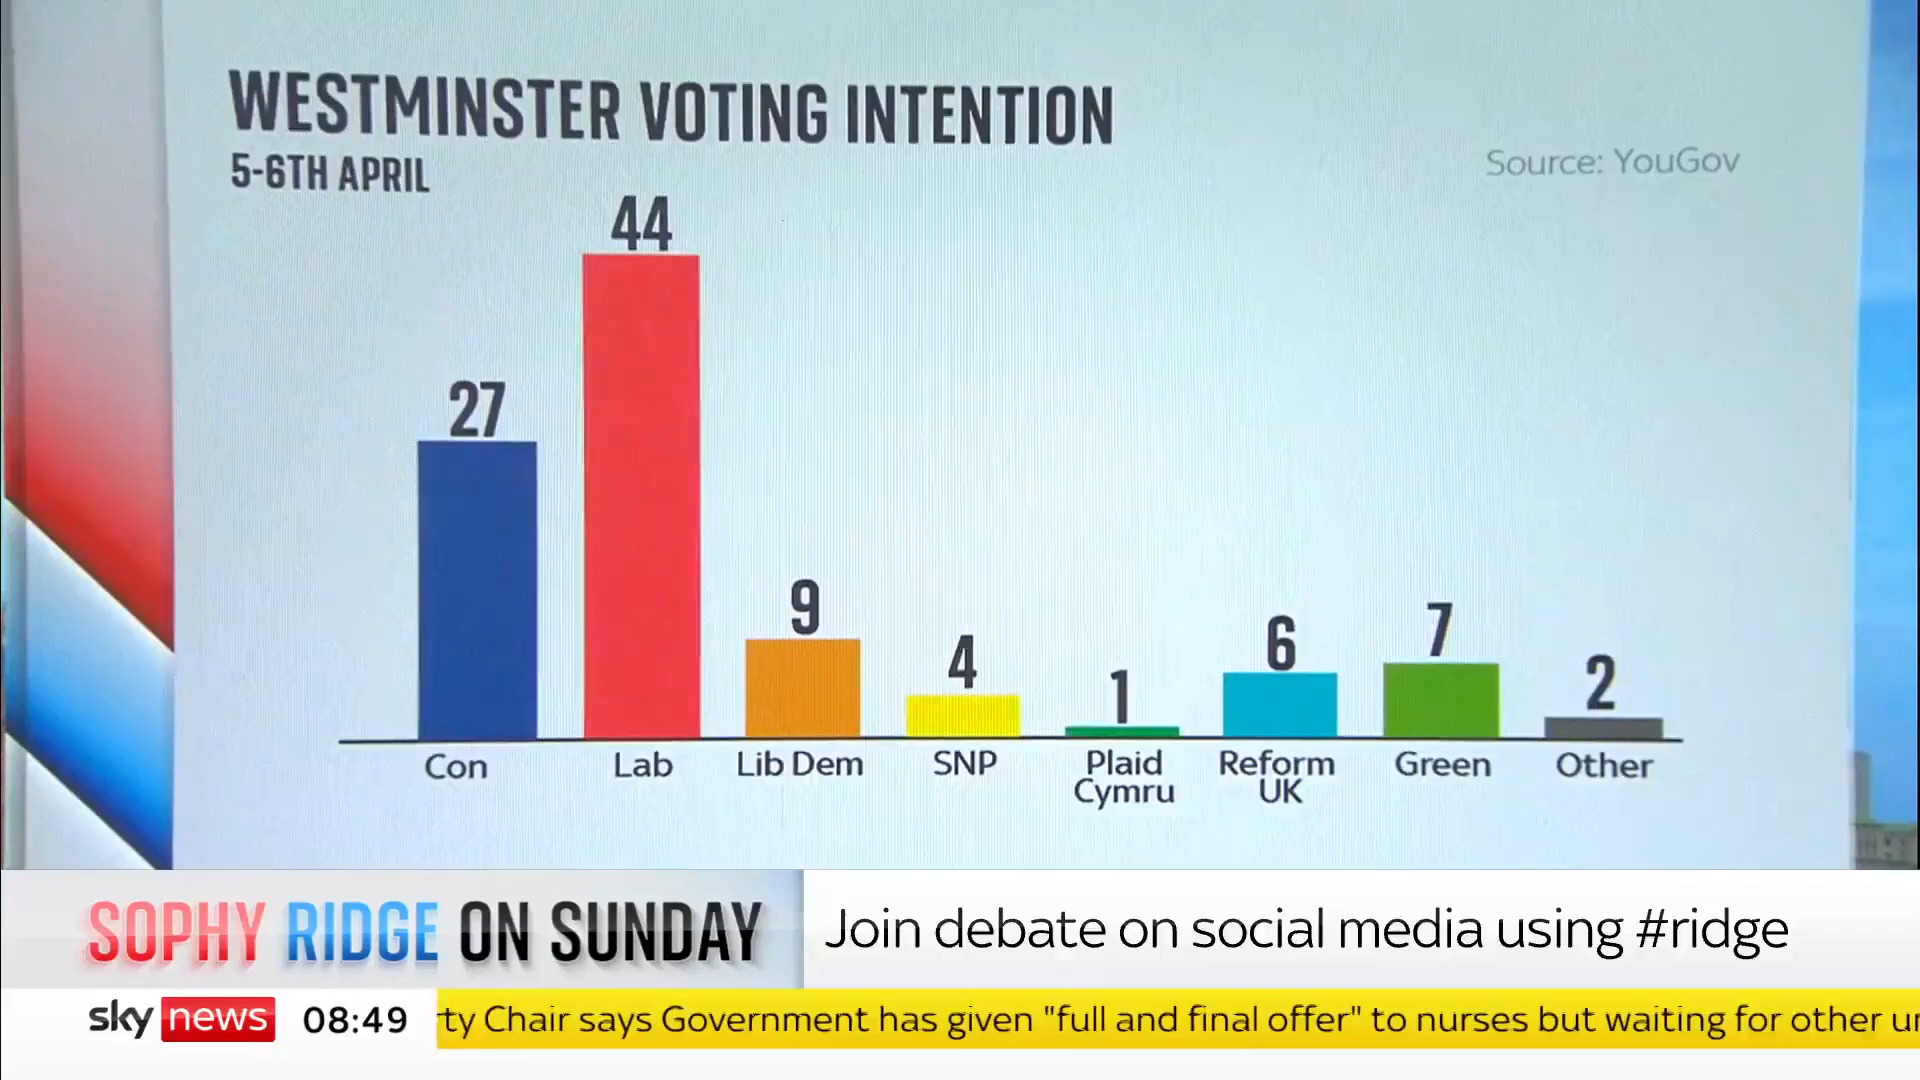 WESTMINSTER VOTING INTENTION
5-6TH APRIL
Source: YouGov
44
27
9
4
1
6
7
2
Con
Lab
Lib Dem
SNP
Plaid
Cymru
Reform
UK
Green
Other
SOPHY RIDGE ON SUNDAY
Join debate on social media using #ridge
sky news 08:49
ty Chair says Government has given "full and final offer" to nurses but waiting for other